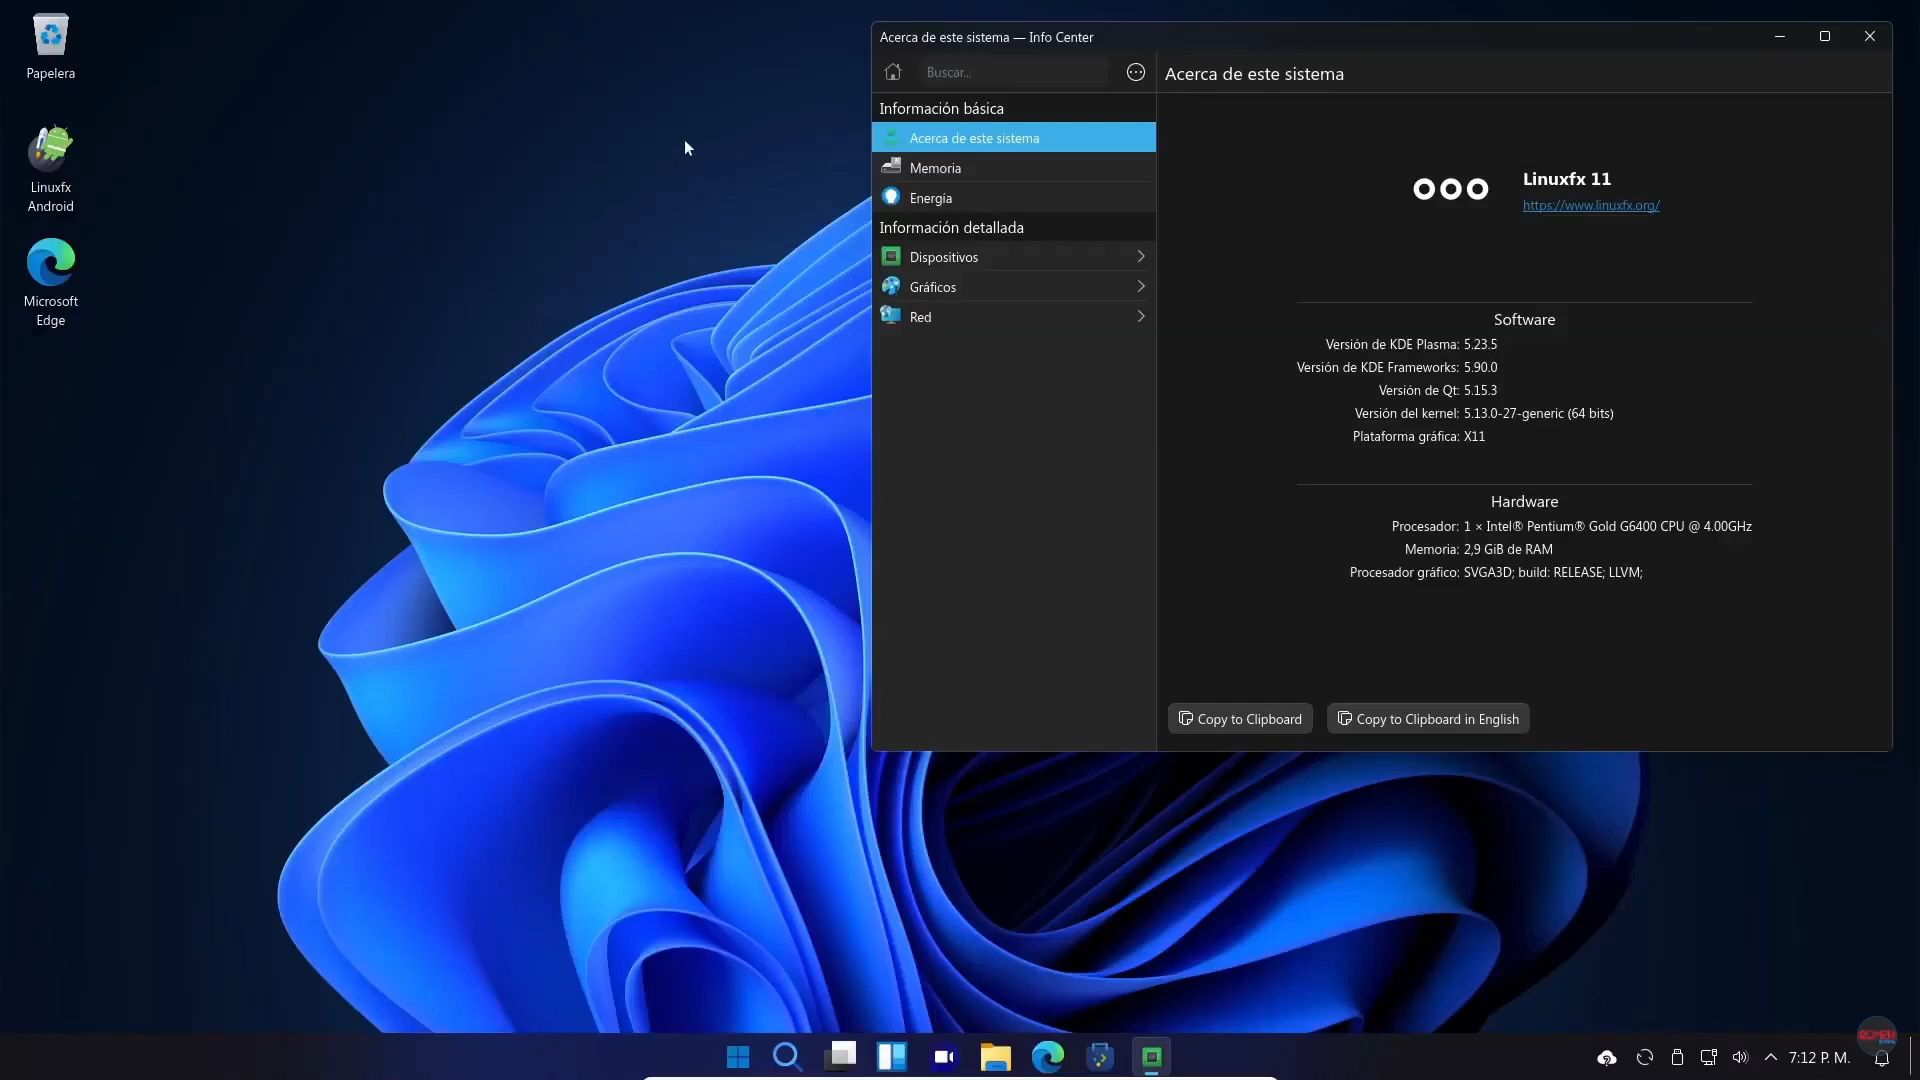 Papelera
Linuxfx
Android
Microsoft
Edge
Acerca de este sistema — Info Center
Buscar...
Acerca de este sistema
Información básica
Acerca de este sistema
Memoria
Energía
Información detallada
Dispositivos
Gráficos
Red
Linuxfx 11
https://www.linuxfx.org/
Software
Versión de KDE Plasma: 5.23.5
Versión de KDE Frameworks: 5.90.0
Versión de Qt: 5.15.3
Versión del kernel: 5.13.0-27-generic (64 bits)
Plataforma gráfica: X11
Hardware
Procesador: 1 × Intel® Pentium® Gold G6400 CPU @ 4.00GHz
Memoria: 2,9 GiB de RAM
Procesador gráfico: SVGA3D; build: RELEASE; LLVM;
Copy to Clipboard
Copy to Clipboard in English
7:12 P. M.